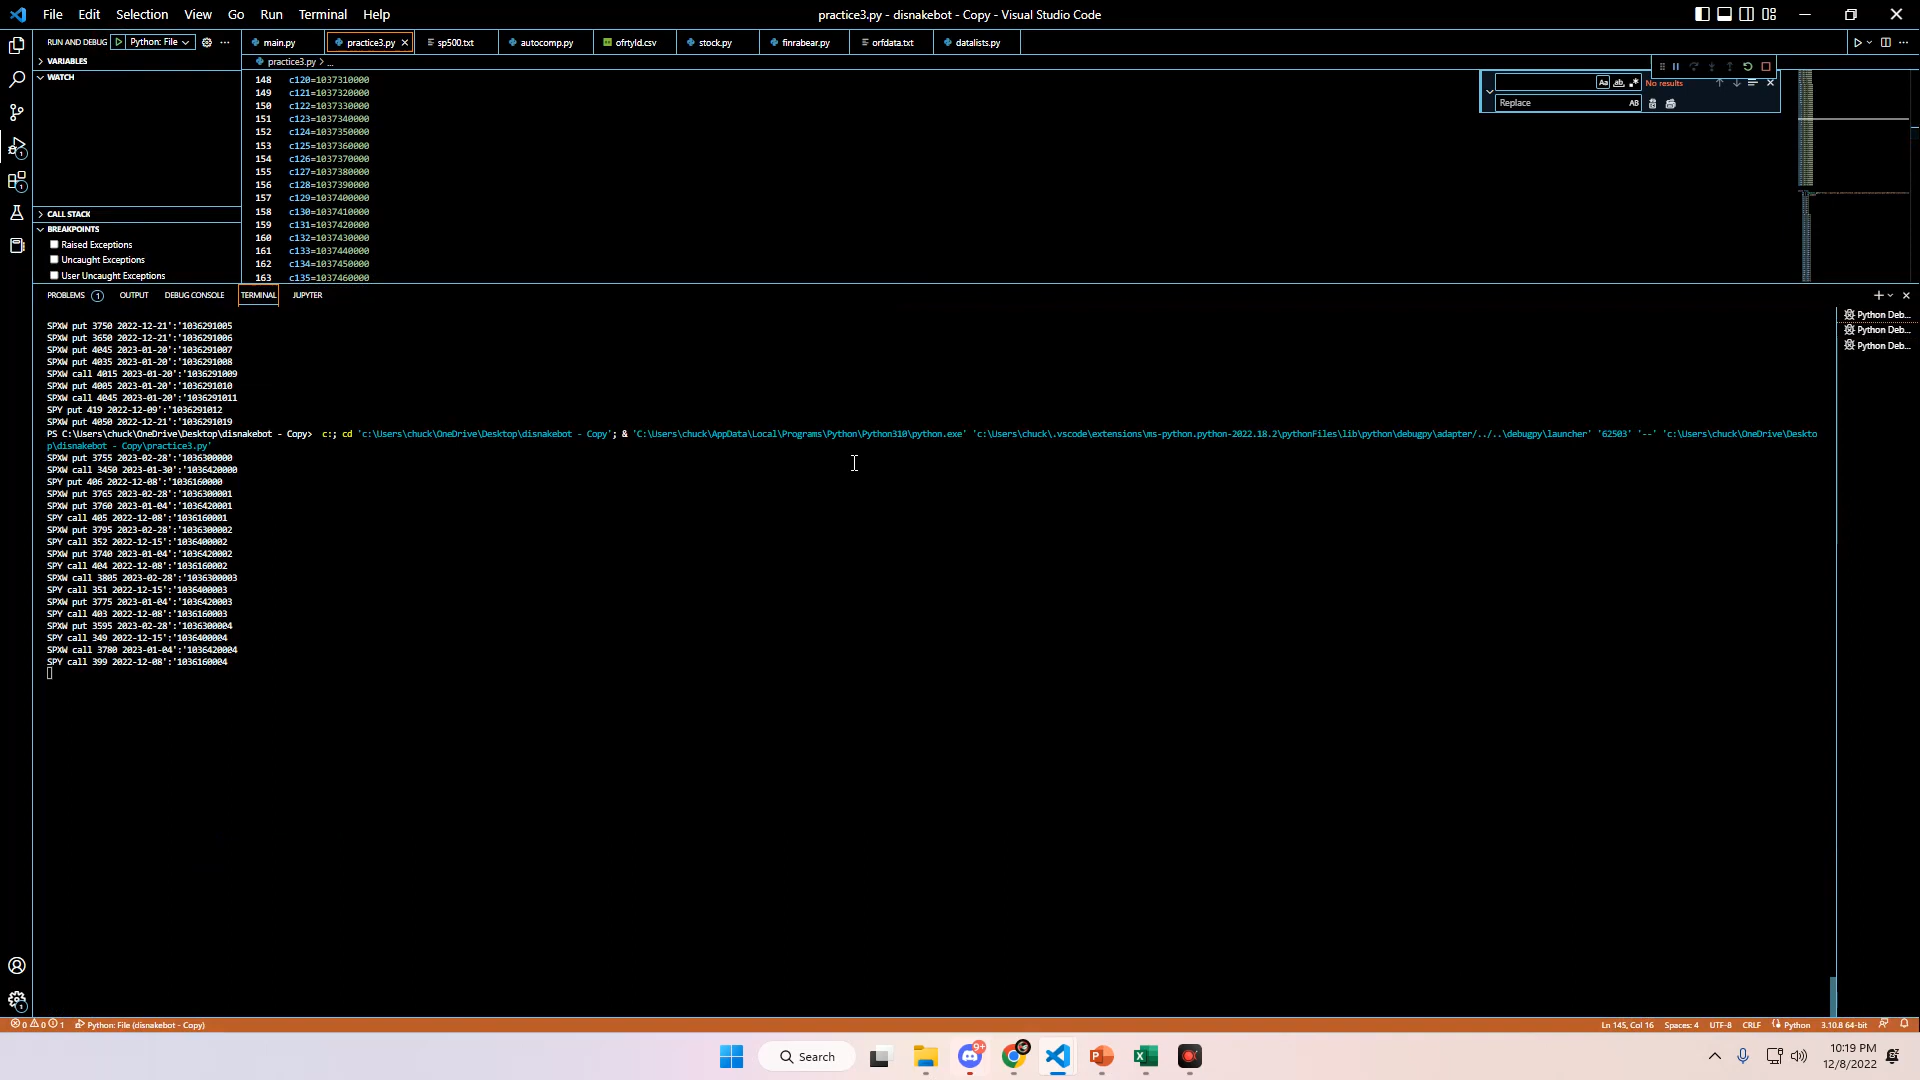 File Edit Selection View Go Run Terminal Help
practice3.py - disnakebot - Copy - Visual Studio Code
RUN AND DEBUG Python: File ...
main.py practice3.py sp500.txt autocomp.py ofrtyld.csv stock.py finrabear.py orfdata.txt datalists.py
practice3.py > ...
VARIABLES
WATCH
CALL STACK
BREAKPOINTS
Raised Exceptions
Uncaught Exceptions
User Uncaught Exceptions
148 c120=1037310000
149 c121=1037320000
150 c122=1037330000
151 c123=1037340000
152 c124=1037350000
153 c125=1037360000
154 c126=1037370000
155 c127=1037380000
156 c128=1037390000
157 c129=1037400000
158 c130=1037410000
159 c131=1037420000
160 c132=1037430000
161 c133=1037440000
162 c134=1037450000
163 c135=1037460000
Aa ab .* No results
Replace AB
PROBLEMS 1 OUTPUT DEBUG CONSOLE TERMINAL JUPYTER
Python Deb...
Python Deb...
Python Deb...
SPXW put 3750 2022-12-21':'1036291005
SPXW put 3650 2022-12-21':'1036291006
SPXW put 4045 2023-01-20':'1036291007
SPXW put 4035 2023-01-20':'1036291008
SPXW call 4015 2023-01-20':'1036291009
SPXW put 4005 2023-01-20':'1036291010
SPXW call 4045 2023-01-20':'1036291011
SPY put 419 2022-12-09':'1036291012
SPXW put 4050 2022-12-21':'1036291019
PS C:\Users\chuck\OneDrive\Desktop\disnakebot - Copy> c:; cd 'c:\Users\chuck\OneDrive\Desktop\disnakebot - Copy'; & 'C:\Users\chuck\AppData\Local\Programs\Python\Python310\python.exe' 'c:\Users\chuck\.vscode\extensions\ms-python.python-2022.18.2\pythonFiles\lib\python\debugpy\adapter/../..\debugpy\launcher' '62503' '--' 'c:\Users\chuck\OneDrive\Deskto
p\disnakebot - Copy\practice3.py'
SPXW put 3755 2023-02-28':'1036300000
SPXW call 3450 2023-01-30':'1036420000
SPY put 406 2022-12-08':'1036160000
SPXW put 3765 2023-02-28':'1036300001
SPXW put 3760 2023-01-04':'1036420001
SPY call 405 2022-12-08':'1036160001
SPXW put 3795 2023-02-28':'1036300002
SPY call 352 2022-12-15':'1036400002
SPXW put 3740 2023-01-04':'1036420002
SPY call 404 2022-12-08':'1036160002
SPXW call 3805 2023-02-28':'1036300003
SPY call 351 2022-12-15':'1036400003
SPXW put 3775 2023-01-04':'1036420003
SPY call 403 2022-12-08':'1036160003
SPXW put 3595 2023-02-28':'1036300004
SPY call 349 2022-12-15':'1036400004
SPXW call 3780 2023-01-04':'1036420004
SPY call 399 2022-12-08':'1036160004
0 0 1 Python: File (disnakebot - Copy)
Ln 145, Col 16 Spaces: 4 UTF-8 CRLF Python 3.10.8 64-bit
Search 9+
10:19 PM
12/8/2022